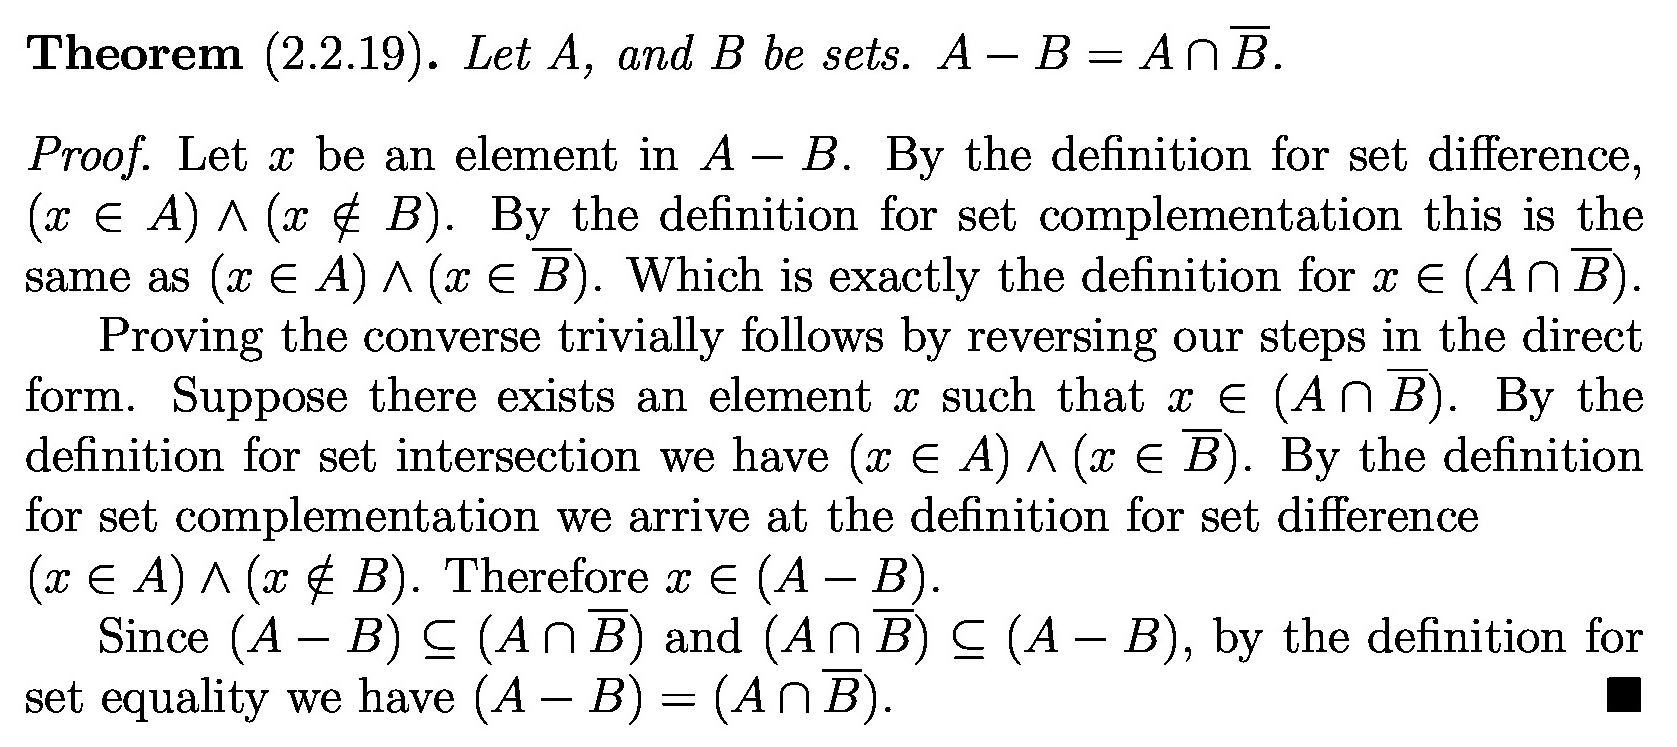 Theorem (2.2.19). Let A, and B be sets. A − B = A ∩ B̅.
Proof. Let x be an element in A − B. By the definition for set difference,
(x ∈ A) ∧ (x ∉ B). By the definition for set complementation this is the
same as (x ∈ A) ∧ (x ∈ B̅). Which is exactly the definition for x ∈ (A ∩ B̅).
Proving the converse trivially follows by reversing our steps in the direct
form. Suppose there exists an element x such that x ∈ (A ∩ B̅). By the
definition for set intersection we have (x ∈ A) ∧ (x ∈ B̅). By the definition
for set complementation we arrive at the definition for set difference
(x ∈ A) ∧ (x ∉ B). Therefore x ∈ (A − B).
Since (A − B) ⊆ (A ∩ B̅) and (A ∩ B̅) ⊆ (A − B), by the definition for
set equality we have (A − B) = (A ∩ B̅). ■